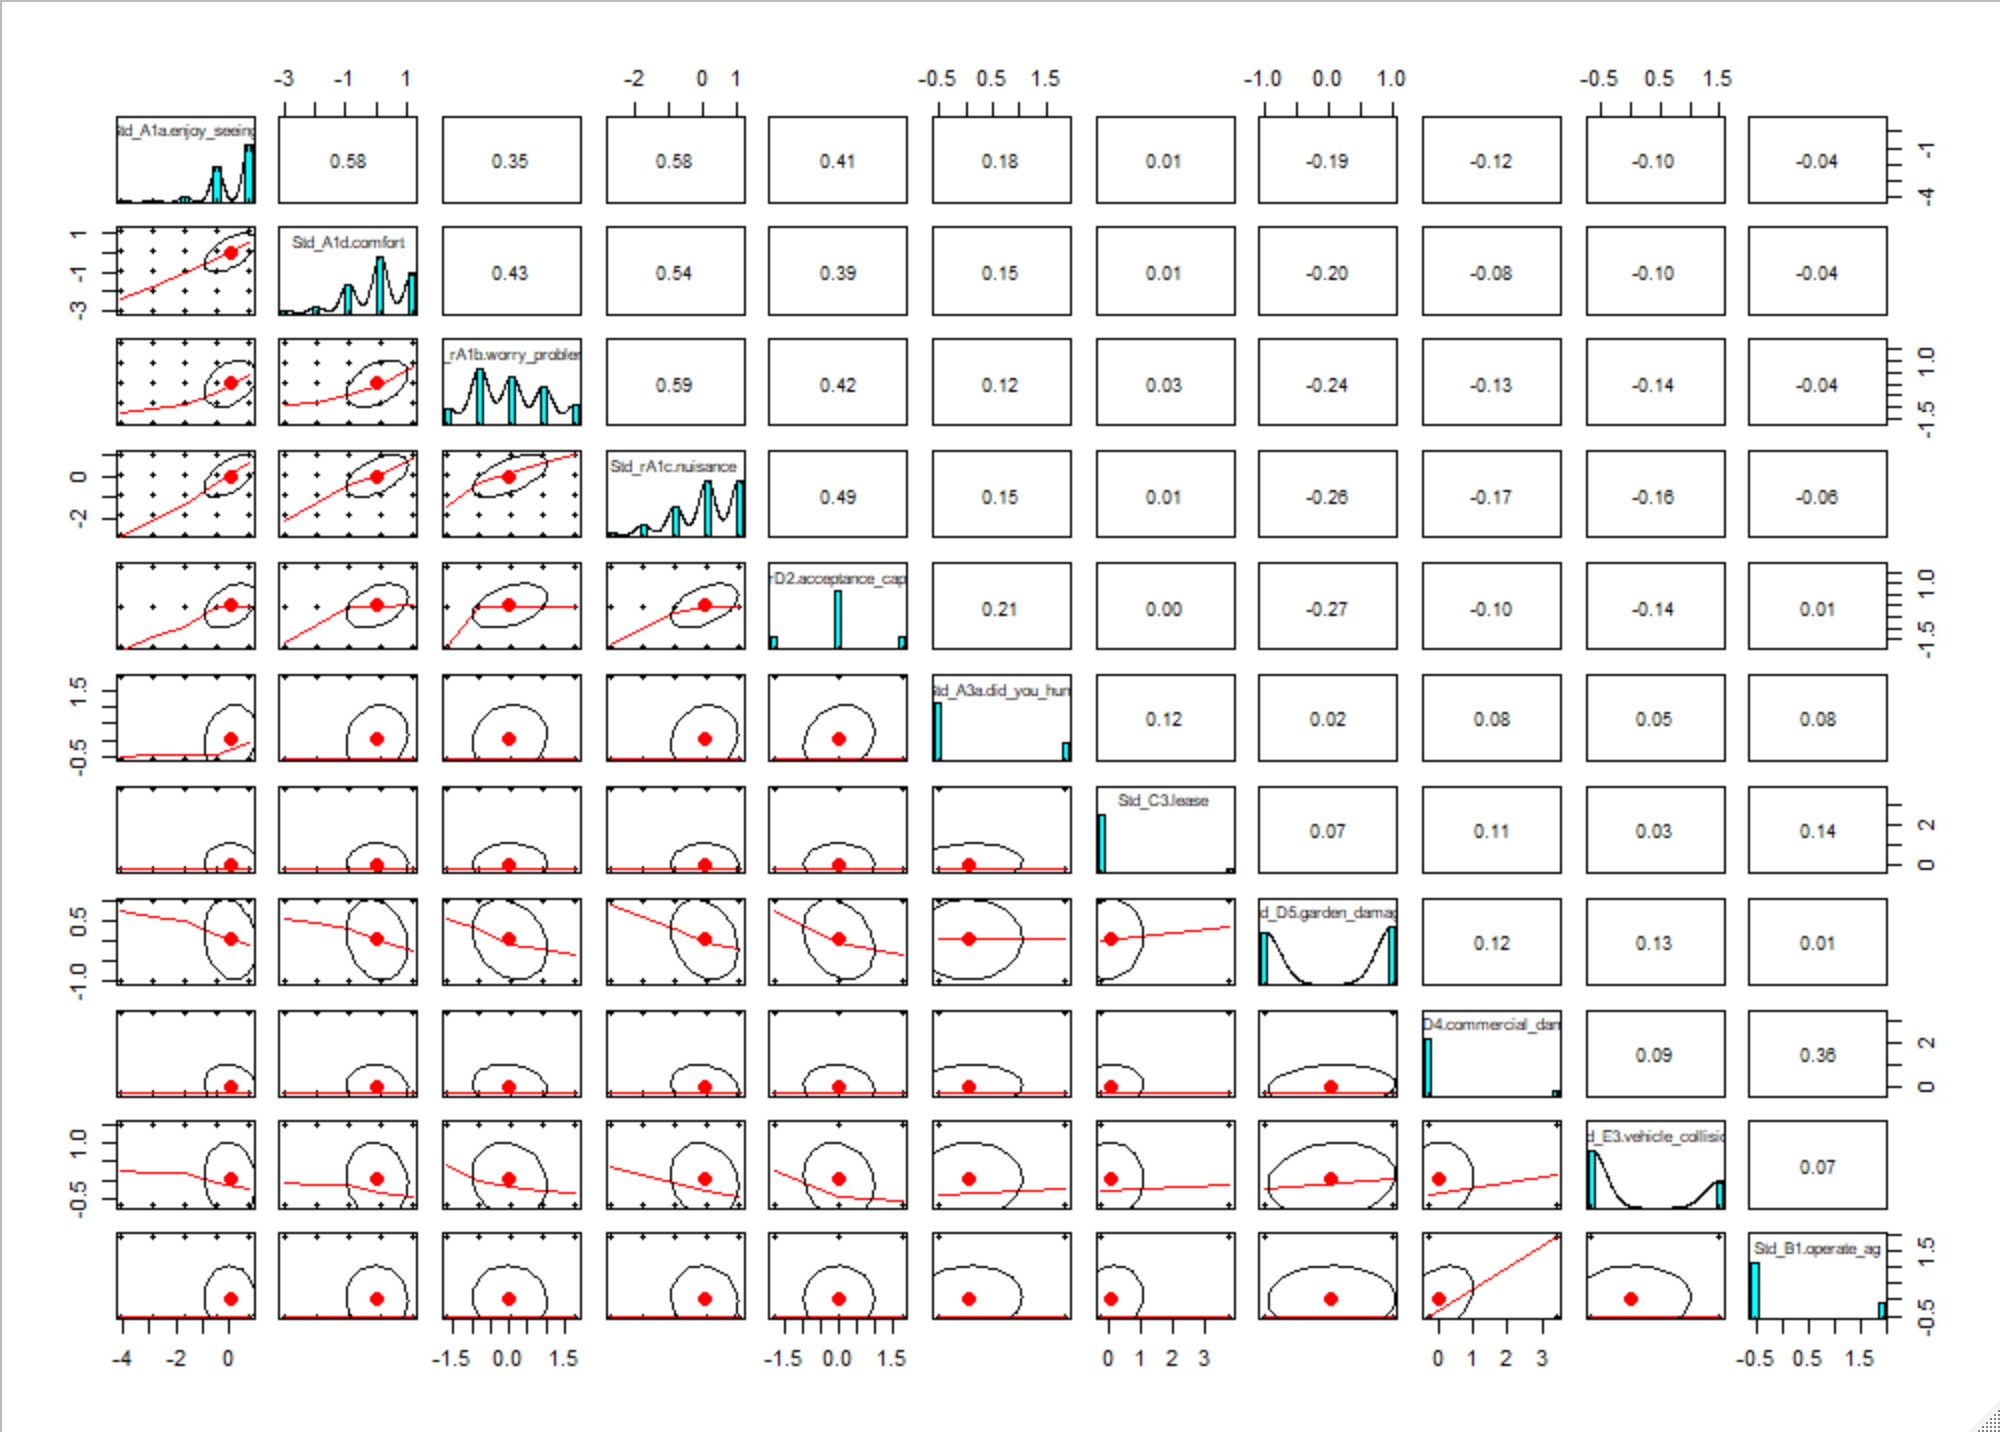 -3 -1 1 -2 0 1 -0.5 0.5 1.5 -1.0 0.0 1.0 -0.5 0.5 1.5
Std_A1a.enjoy_seeing 0.58 0.35 0.58 0.41 0.18 0.01 -0.19 -0.12 -0.10 -0.04 -4 -1
-3 -1 1 Std_A1d.comfort 0.43 0.54 0.39 0.15 0.01 -0.20 -0.08 -0.10 -0.04
_rA1b.worry_probler 0.59 0.42 0.12 0.03 -0.24 -0.13 -0.14 -0.04 -1.5 1.0
-2 0 Std_rA1c.nuisance 0.49 0.15 0.01 -0.26 -0.17 -0.16 -0.06
rD2.acceptance_cap 0.21 0.00 -0.27 -0.10 -0.14 0.01 -1.5 1.0
-0.5 1.5 Std_A3a.did_you_hun 0.12 0.02 0.08 0.05 0.08
Std_C3.lease 0.07 0.11 0.03 0.14 0 2
-1.0 0.5 d_D5.garden_damag 0.12 0.13 0.01
D4.commercial_dan 0.09 0.36 0 2
-0.5 1.0 d_E3.vehicle_collisic 0.07
Std_B1.operate_ag -0.5 1.5
-4 -2 0 -1.5 0.0 1.5 -1.5 0.0 1.5 0 1 2 3 0 1 2 3 -0.5 0.5 1.5